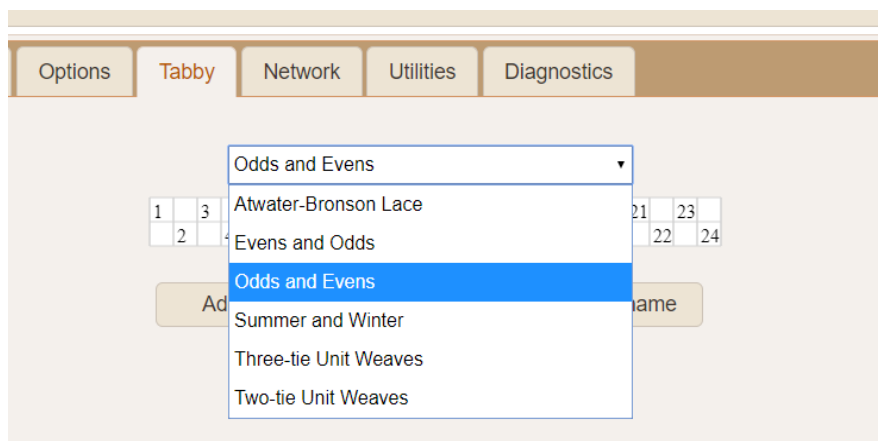 Options Tabby Network Utilities Diagnostics
Odds and Evens
Atwater-Bronson Lace
1 3 21 23
2 22 24
Evens and Odds
Odds and Evens
Summer and Winter
Three-tie Unit Weaves
Two-tie Unit Weaves